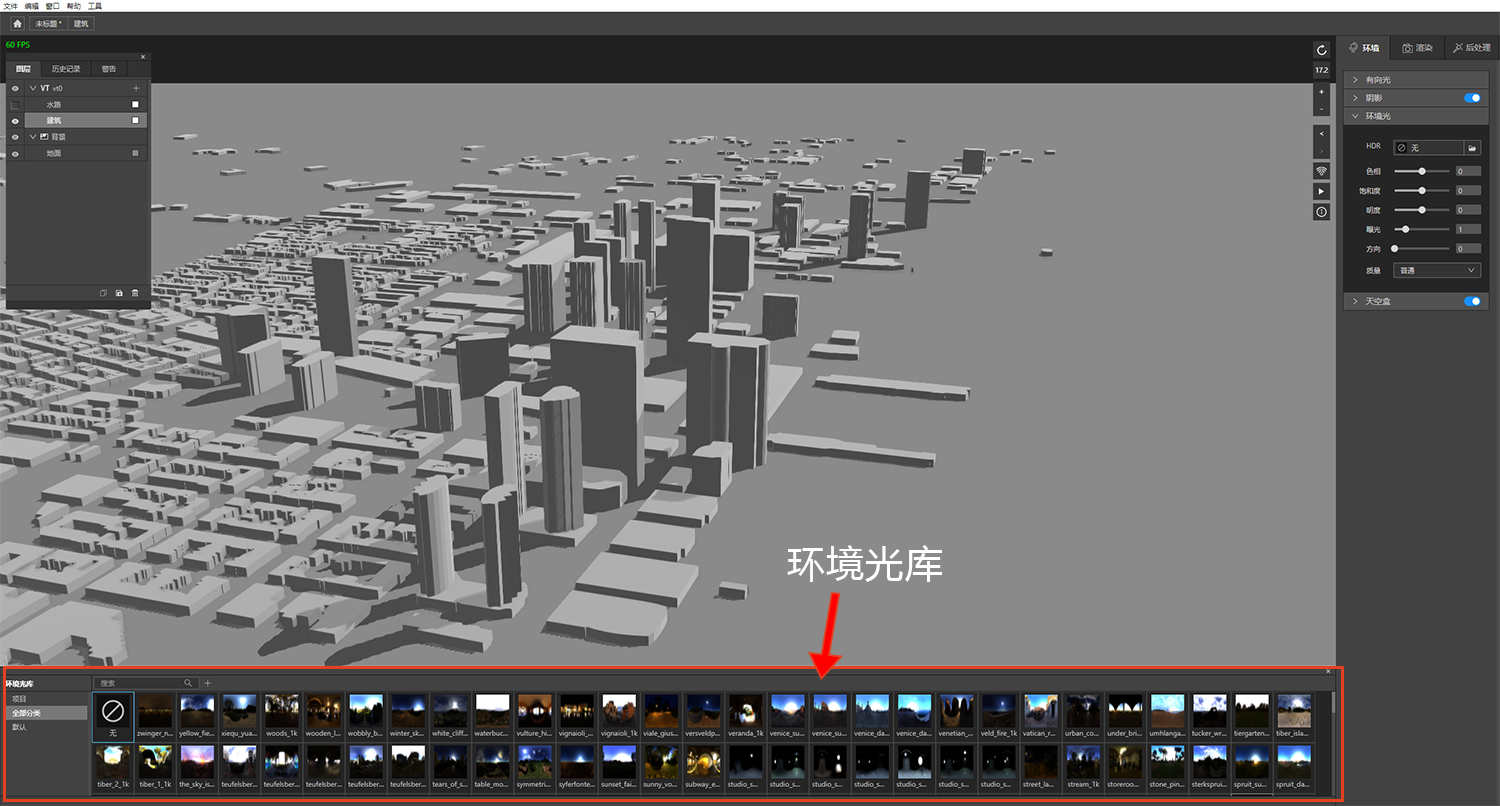 文件 编辑 窗口 帮助 工具
未标题 * 建筑
60 FPS
图层 历史记录 警告
VT vt0
水路
建筑
背景
地面
17.2
环境 渲染 后处理
有向光
阴影
环境光
HDR 无
色相 0
饱和度 0
明度 0
曝光 1
方向 0
质量 普通
天空盒
环境光库
环境光库
项目
全部分类
默认
搜索
无 zwinger_n... yellow_fie... xiequ_yua... woods_1k wooden_l... wobbly_b... winter_sk... white_cliff... waterbuc... vulture_hi... vignaioli_... vignaioli_1k viale_gius... versveldp... veranda_1k venice_su... venice_su... venice_da... venice_da... venetian_... veld_fire_1k vatican_r... urban_co... under_bri... umhlanga... tucker_wr... tiergarten... tiber_isla...
tiber_2_1k tiber_1_1k the_sky_is... teufelsber... teufelsber... teufelsber... teufelsber... teufelsber... tears_of_s... table_mo... symmetri... syferfonte... sunset_fai... sunny_vo... subway_e... studio_s... studio_s... studio_s... studio_s... studio_s... studio_s... studio_s... street_la... stream_1k storeroo... stone_pin... sterkspruí... spruit_su... spruit_da...